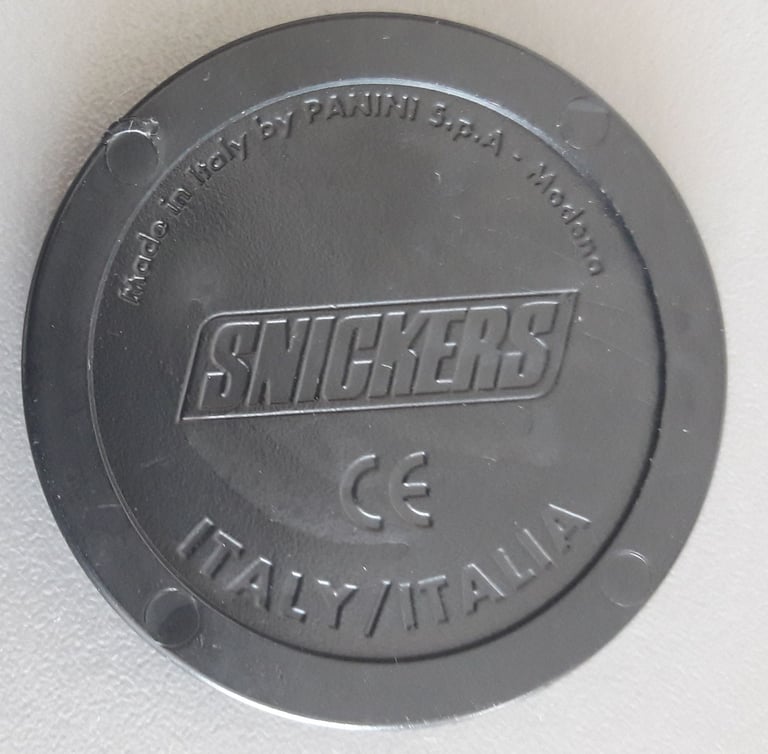 Made in Italy by PANINI S.p.A - Modena
SNICKERS
CE
ITALY/ITALIA